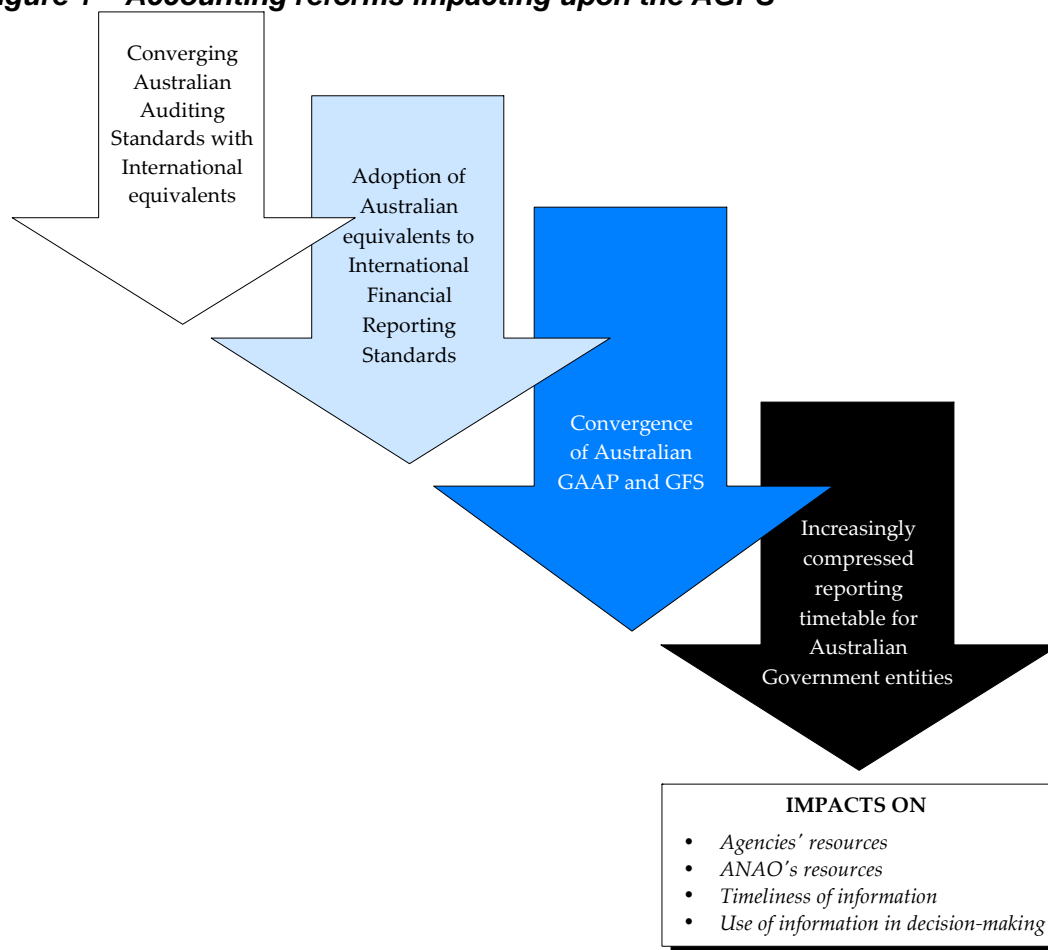 igure 1 – Accounting reforms impacting upon the
Converging
Australian
Auditing
Standards with
International
equivalents
Adoption of
Australian
equivalents to
International
Financial
Reporting
Standards
Convergence
of Australian
GAAP and GFS
Increasingly
compressed
reporting
timetable for
Australian
Government entities
IMPACTS ON
• Agencies' resources
• ANAO's resources
• Timeliness of information
• Use of information in decision-making